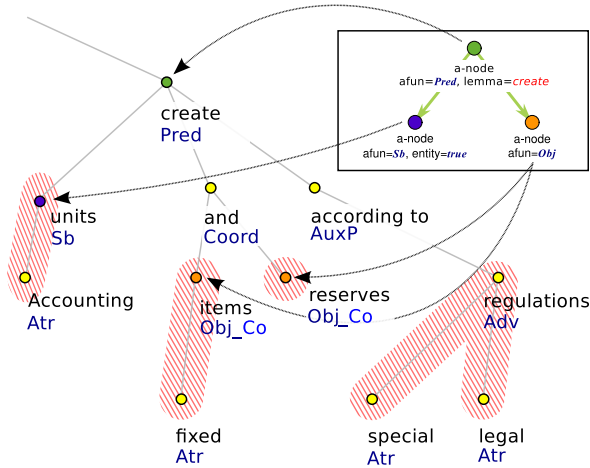 a-node
afun=Pred, lemma=create
create
Pred
a-node
afun=Sb, entity=true
a-node
afun=Obj
units
Sb
and
Coord
according to
AuxP
Accounting
Atr
items
Obj_Co
reserves
Obj_Co
regulations
Adv
fixed
Atr
special
Atr
legal
Atr